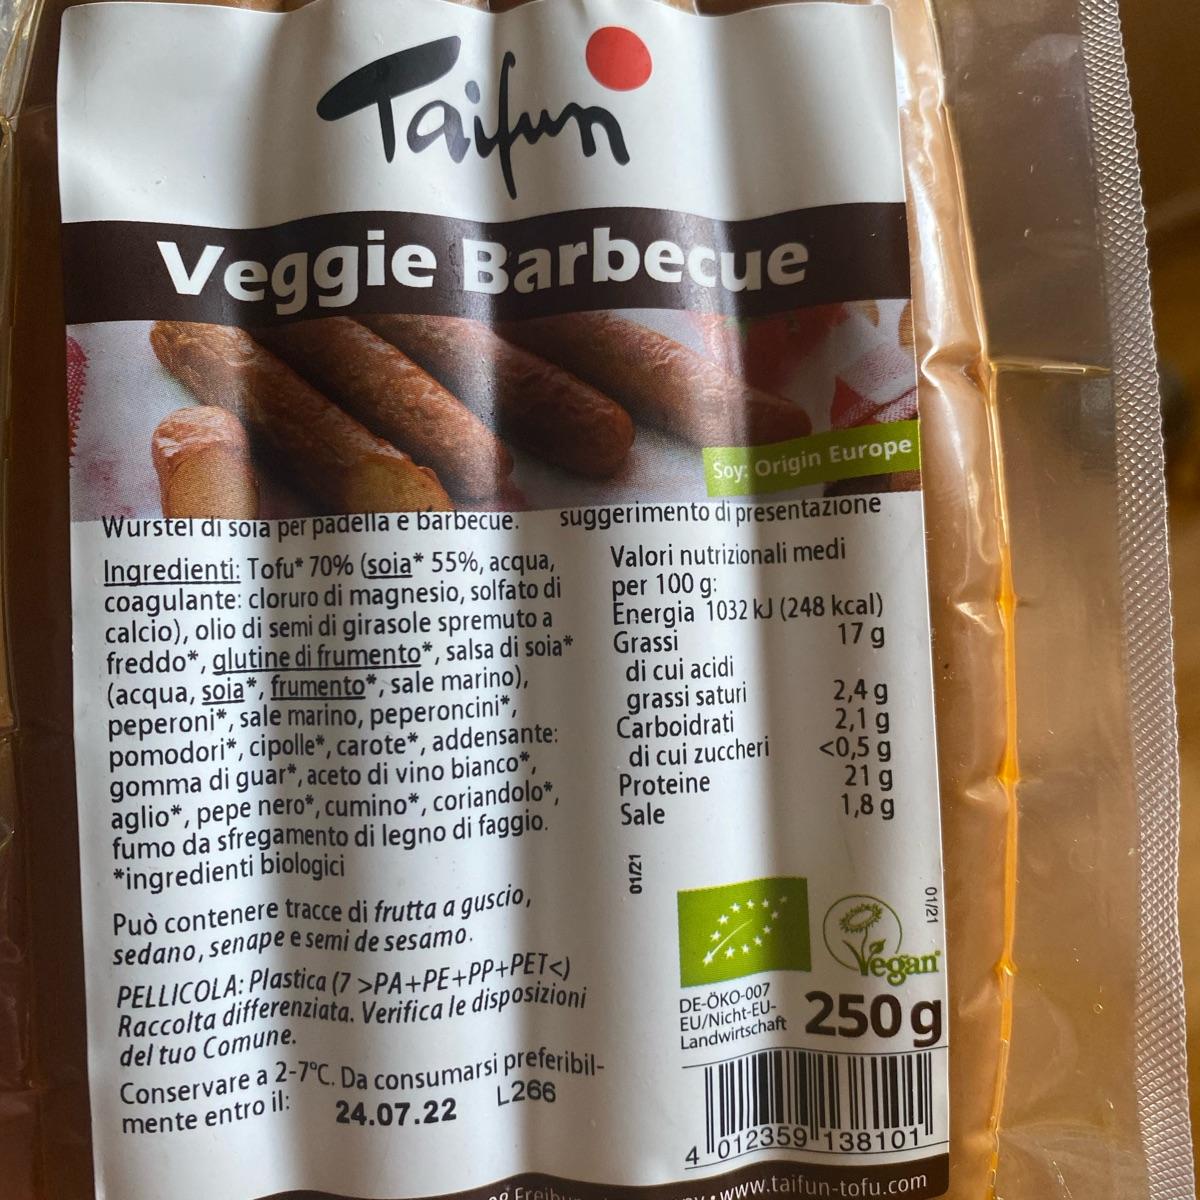 Taifun
Veggie Barbecue
Soy: Origin Europe
Wurstel di soia per padella e barbecue.
suggerimento di presentazione
Ingredienti: Tofu* 70% (soia* 55%, acqua,
coagulante: cloruro di magnesio, solfato di
calcio), olio di semi di girasole spremuto a
freddo*, glutine di frumento*, salsa di soia*
(acqua, soia*, frumento*, sale marino),
peperoni*, sale marino, peperoncini*,
pomodori*, cipolle*, carote*, addensante:
gomma di guar*, aceto di vino bianco*,
aglio*, pepe nero*, cumino*, coriandolo*,
fumo da sfregamento di legno di faggio.
*ingredienti biologici
Può contenere tracce di frutta a guscio,
sedano, senape e semi de sesamo.
PELLICOLA: Plastica (7 >PA+PE+PP+PET<)
Raccolta differenziata. Verifica le disposizioni
del tuo Comune.
Conservare a 2-7°C. Da consumarsi preferibil-
mente entro il: 24.07.22 L266
Valori nutrizionali medi
per 100 g:
Energia 1032 kJ (248 kcal)
Grassi 17 g
di cui acidi
grassi saturi 2,4 g
Carboidrati 2,1 g
di cui zuccheri <0,5 g
Proteine 21 g
Sale 1,8 g
01/21
01/21
Vegan
DE-ÖKO-007
EU/Nicht-EU-
Landwirtschaft
250 g
4 012359 138101
www.taifun-tofu.com